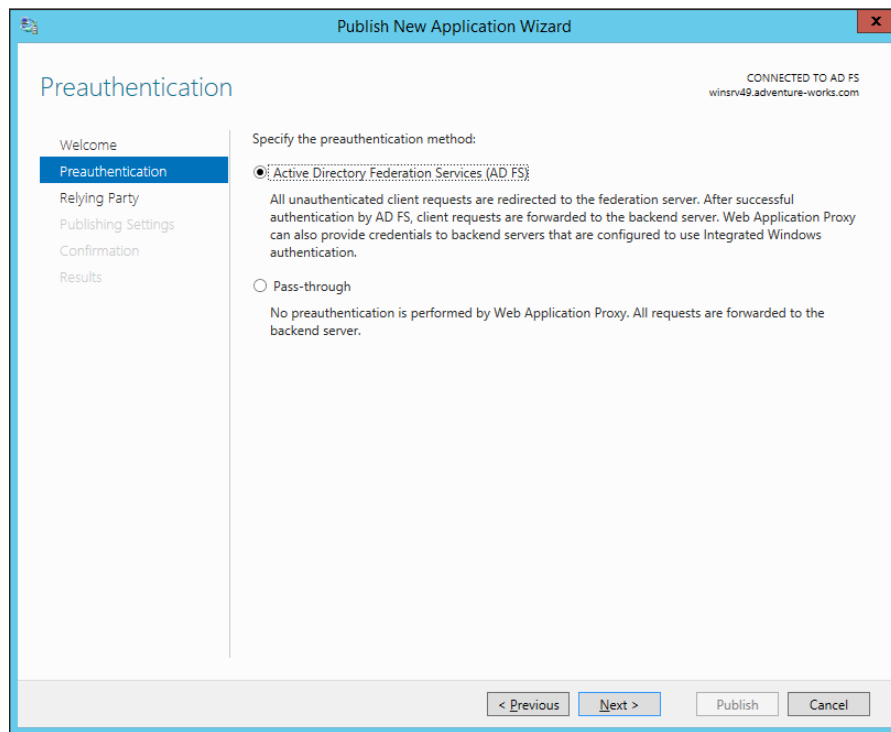 Publish New Application Wizard
x
Preauthentication
CONNECTED TO AD FS
winsrv49.adventure-works.com
Welcome
Preauthentication
Relying Party
Publishing Settings
Confirmation
Results
Specify the preauthentication method:
Active Directory Federation Services (AD FS)
All unauthenticated client requests are redirected to the federation server. After successful
authentication by AD FS, client requests are forwarded to the backend server. Web Application Proxy
can also provide credentials to backend servers that are configured to use Integrated Windows
authentication.
Pass-through
No preauthentication is performed by Web Application Proxy. All requests are forwarded to the
backend server.
< Previous
Next >
Publish
Cancel